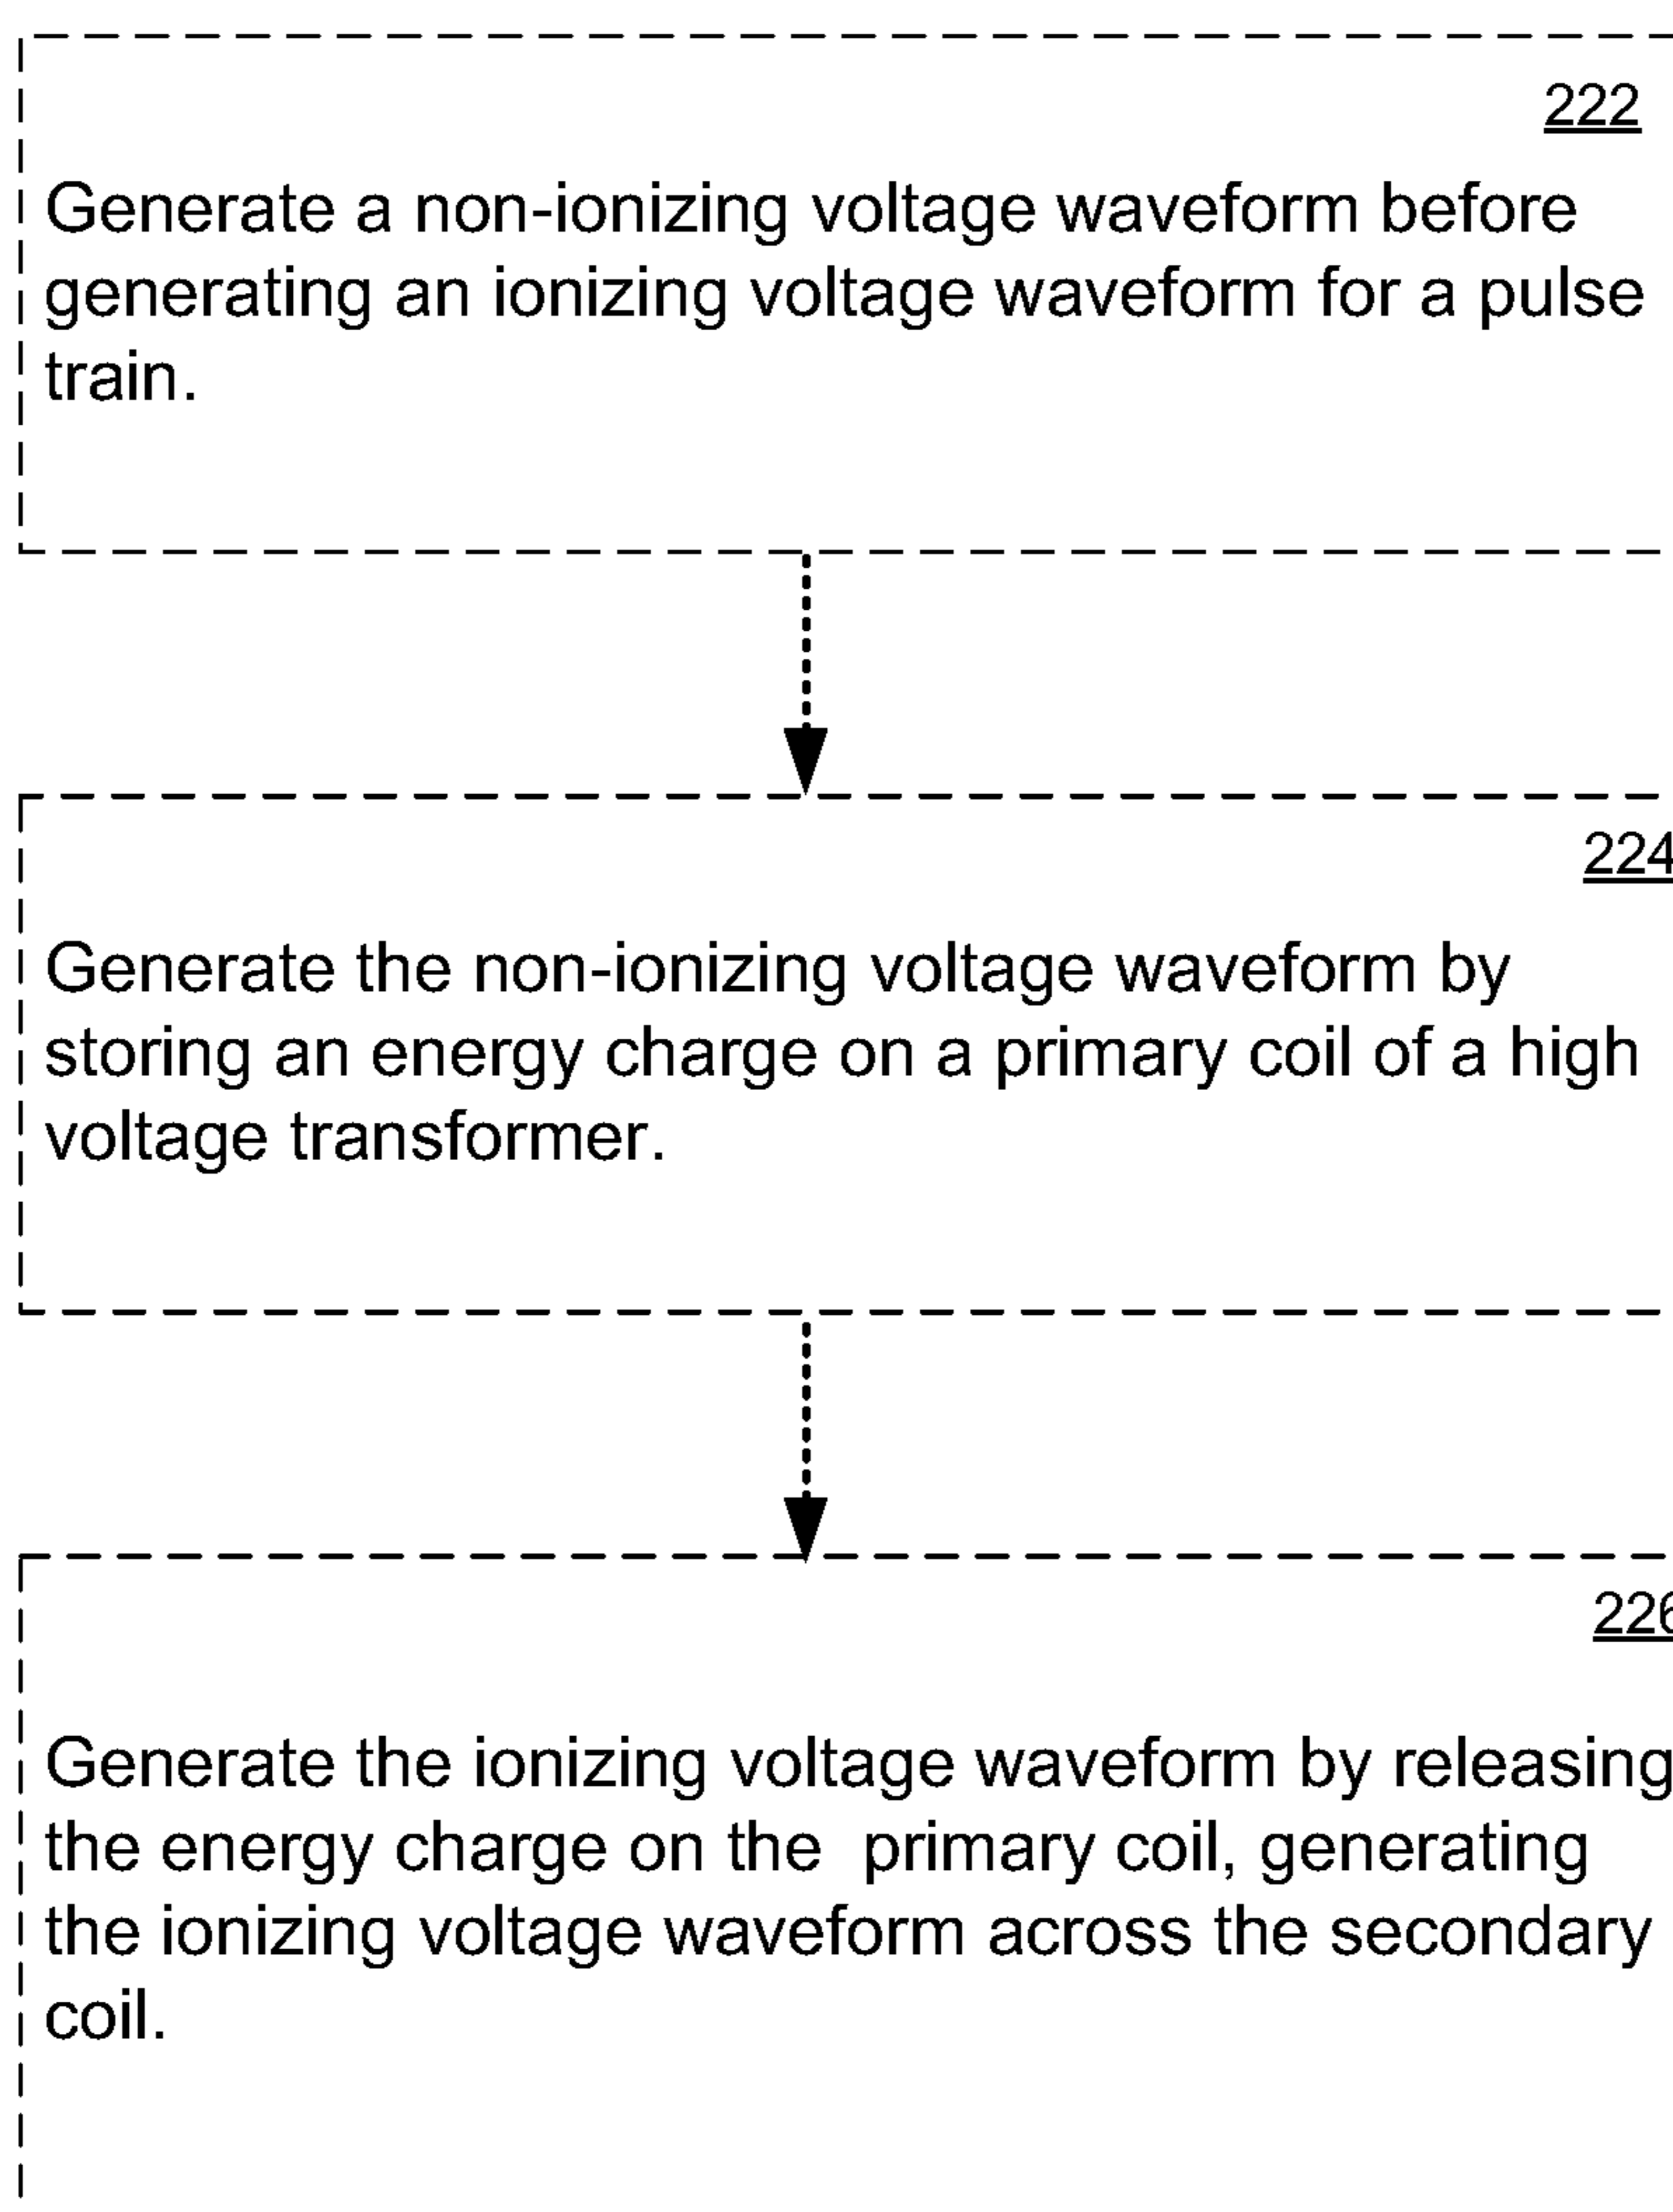 222
Generate a non-ionizing voltage waveform before
generating an ionizing voltage waveform for a pulse
train.
224
Generate the non-ionizing voltage waveform by
storing an energy charge on a primary coil of a high
voltage transformer.
226
Generate the ionizing voltage waveform by releasing
the energy charge on the primary coil, generating
the ionizing voltage waveform across the secondary
coil.